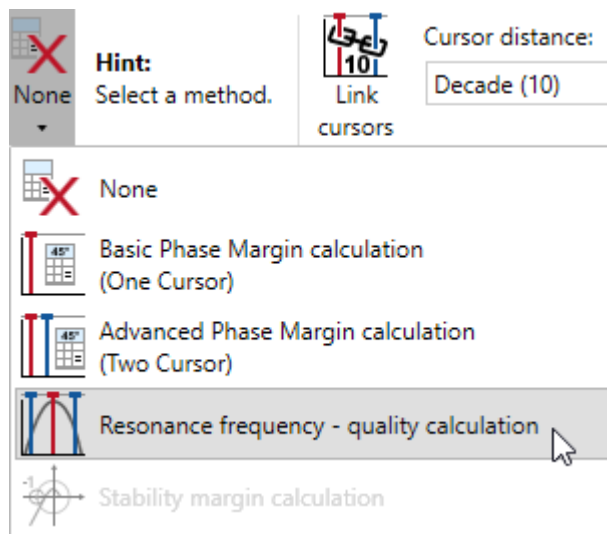 None
Hint:
Select a method.
10
Link
cursors
Cursor distance:
Decade (10)
None
45°
Basic Phase Margin calculation
(One Cursor)
45°
Advanced Phase Margin calculation
(Two Cursor)
Resonance frequency - quality calculation
-1
Stability margin calculation